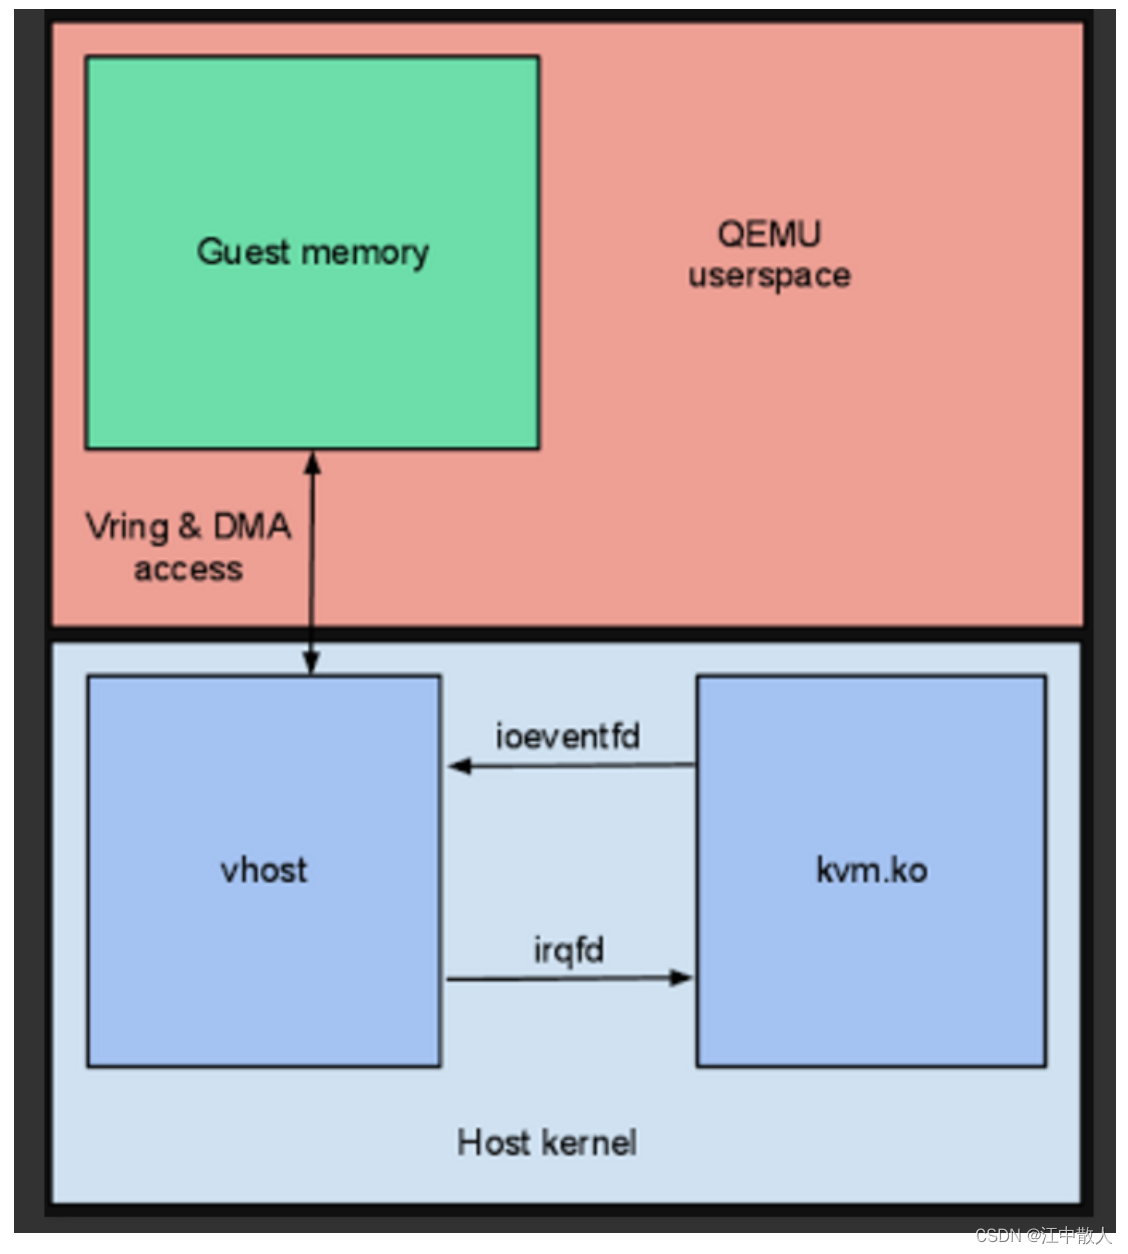 Guest memory
QEMU
userspace
Vring & DMA
access
ioeventfd
vhost
kvm.ko
irqfd
Host kernel
CSDN @江中散人